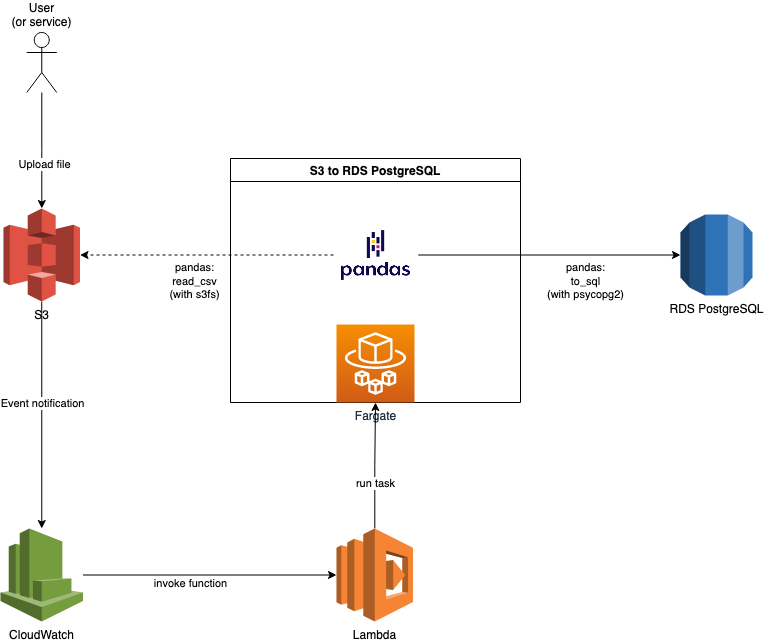 User
(or service)
Upload file
S3 to RDS PostgreSQL
pandas
pandas:
read_csv
(with s3fs)
pandas:
to_sql
(with psycopg2)
S3
RDS PostgreSQL
Event notification
Fargate
run task
invoke function
CloudWatch
Lambda